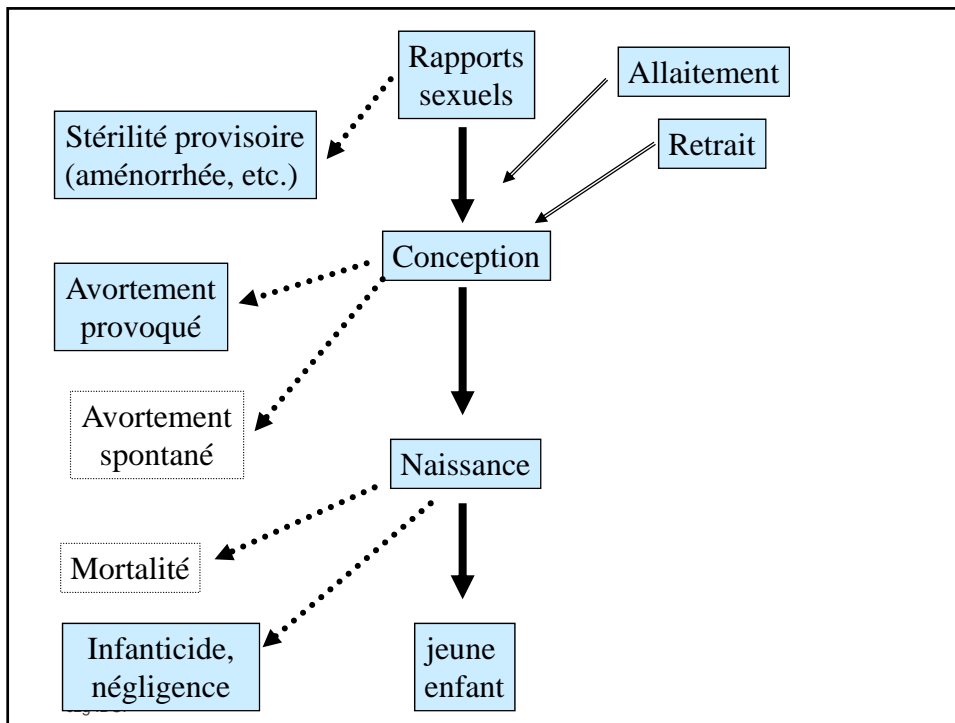 Rapports
sexuels
Allaitement
Stérilité provisoire
(aménorrhée, etc.)
Retrait
Conception
Avortement
provoqué
Avortement
spontané
Naissance
Mortalité
Infanticide,
négligence
jeune
enfant